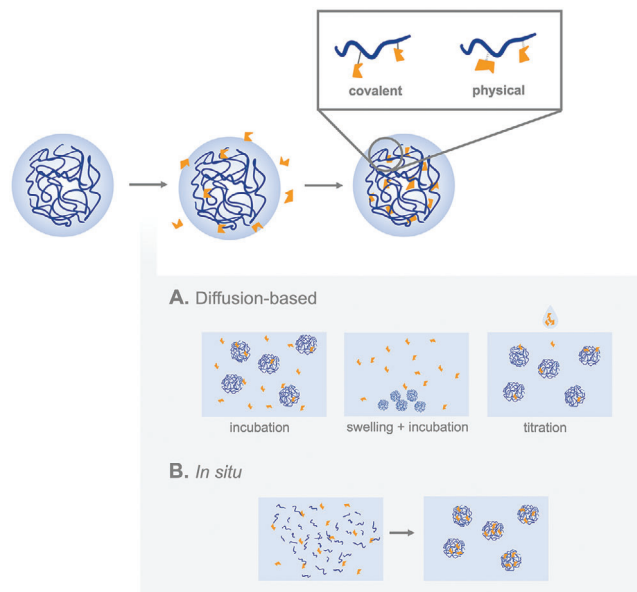 covalent
physical
A. Diffusion-based
incubation
swelling + incubation
titration
B. In situ